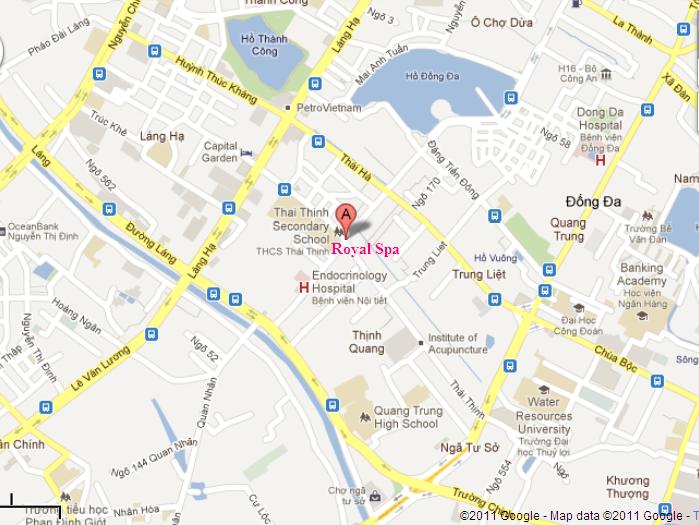 Thành Công
Nguyễn Chí
Pháo Đài Láng
Hồ Thành
Công
Láng Hạ
Ngõ 3
Ô Chợ Dừa
La Thành
Xã Đàn
Mai Anh Tuấn
Hồ Đống Đa
H16 - Bộ
Công An
Huỳnh Thúc Kháng
PetroVietnam
Trúc Khê
Láng Hạ
Capital
Garden
Thái Hà
Đặng Tiến Đông
Ngõ 58
Dong Da
Hospital
Bệnh viện
Đống Đa
H
Láng
Ngõ 562
Ngõ 170
Nam
Đống Đa
OceanBank
Nguyễn Thị Định
Đường Láng
Láng Hạ
Thai Thinh
Secondary
School
THCS Thái Thịnh
A
Royal Spa
Quang
Trung
Trường Bế
Văn Đàn
Trung Liệt
Trung Liệt
Hồ Vuông
Banking
Academy
Học viện
Ngân Hàng
H
Endocrinology
Hospital
Bệnh viện Nội tiết
Hoàng Ngân
Nguyễn Thị Định
Thập
Lê Văn Lương
Ngõ 52
Thịnh
Quang
Institute of
Acupuncture
Đại Học
Công Đoàn
Chùa Bộc
Quan Nhân
Thái Thịnh
Quang Trung
High School
Water
Resources
University
Trường Đại
học Thuỷ lợi
Ngã Tư Sở
Ngõ 144 Quan Nhân
ân Chính
Ngõ 554
Khương
Thượng
Chợ ngã
tư sở
Cự Lộc
Nhân Hòa
Trường tiểu học
Phan Đình Giót
Trường Chinh
©2011 Google - Map data ©2011 Google -